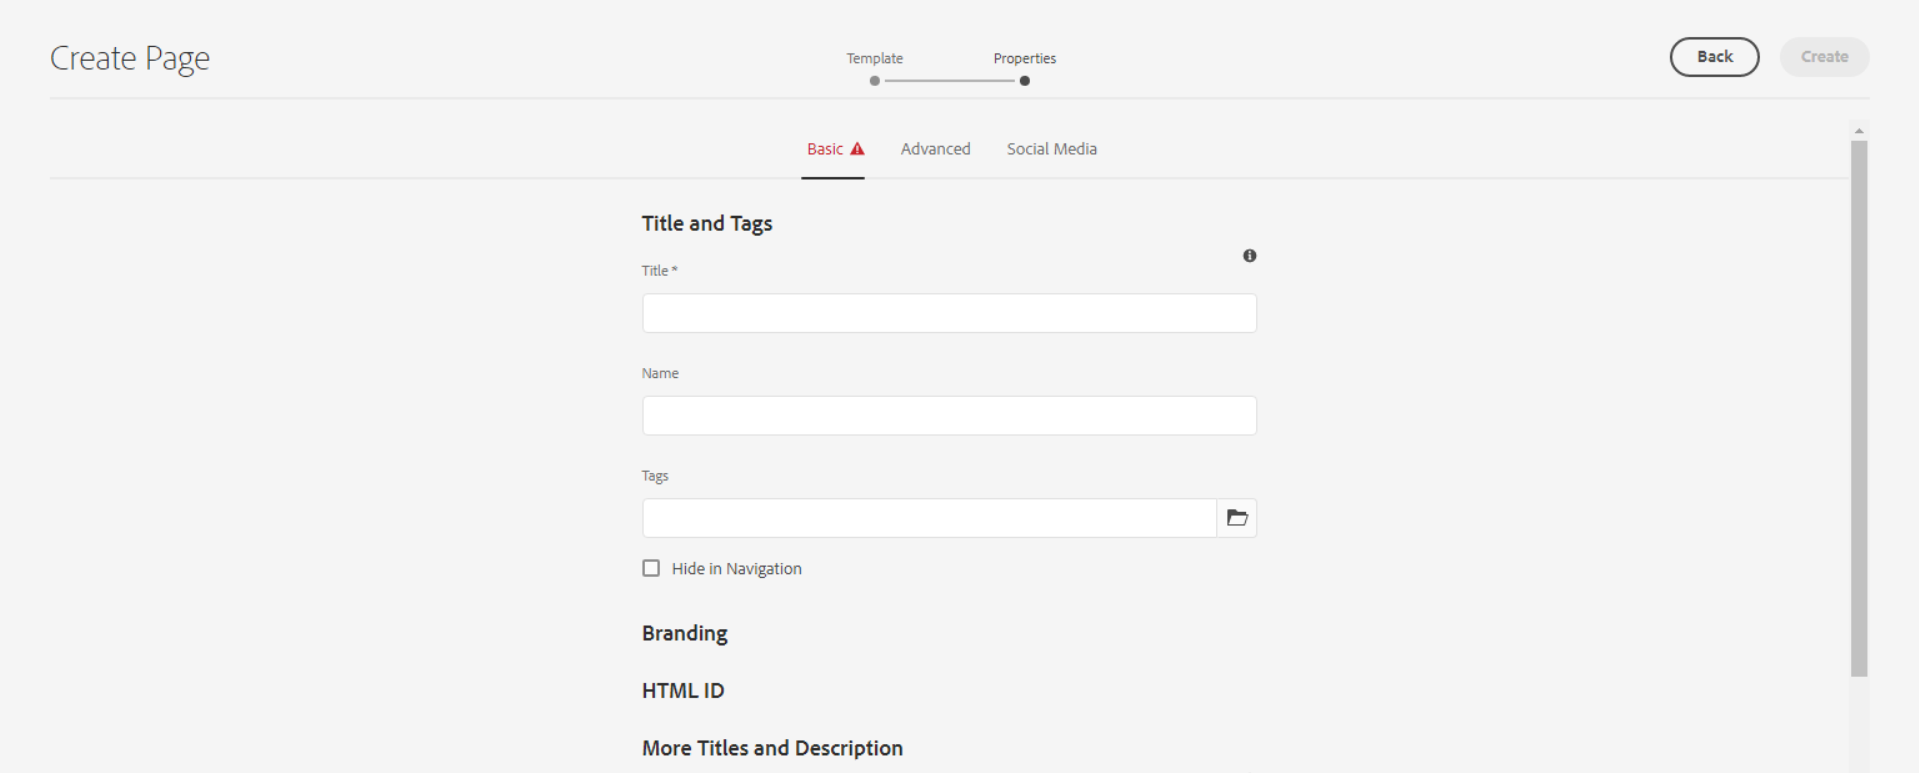 Create Page
Template
Properties
Back
Create
Basic
Advanced
Social Media
Title and Tags
Title *
Name
Tags
Hide in Navigation
Branding
HTML ID
More Titles and Description